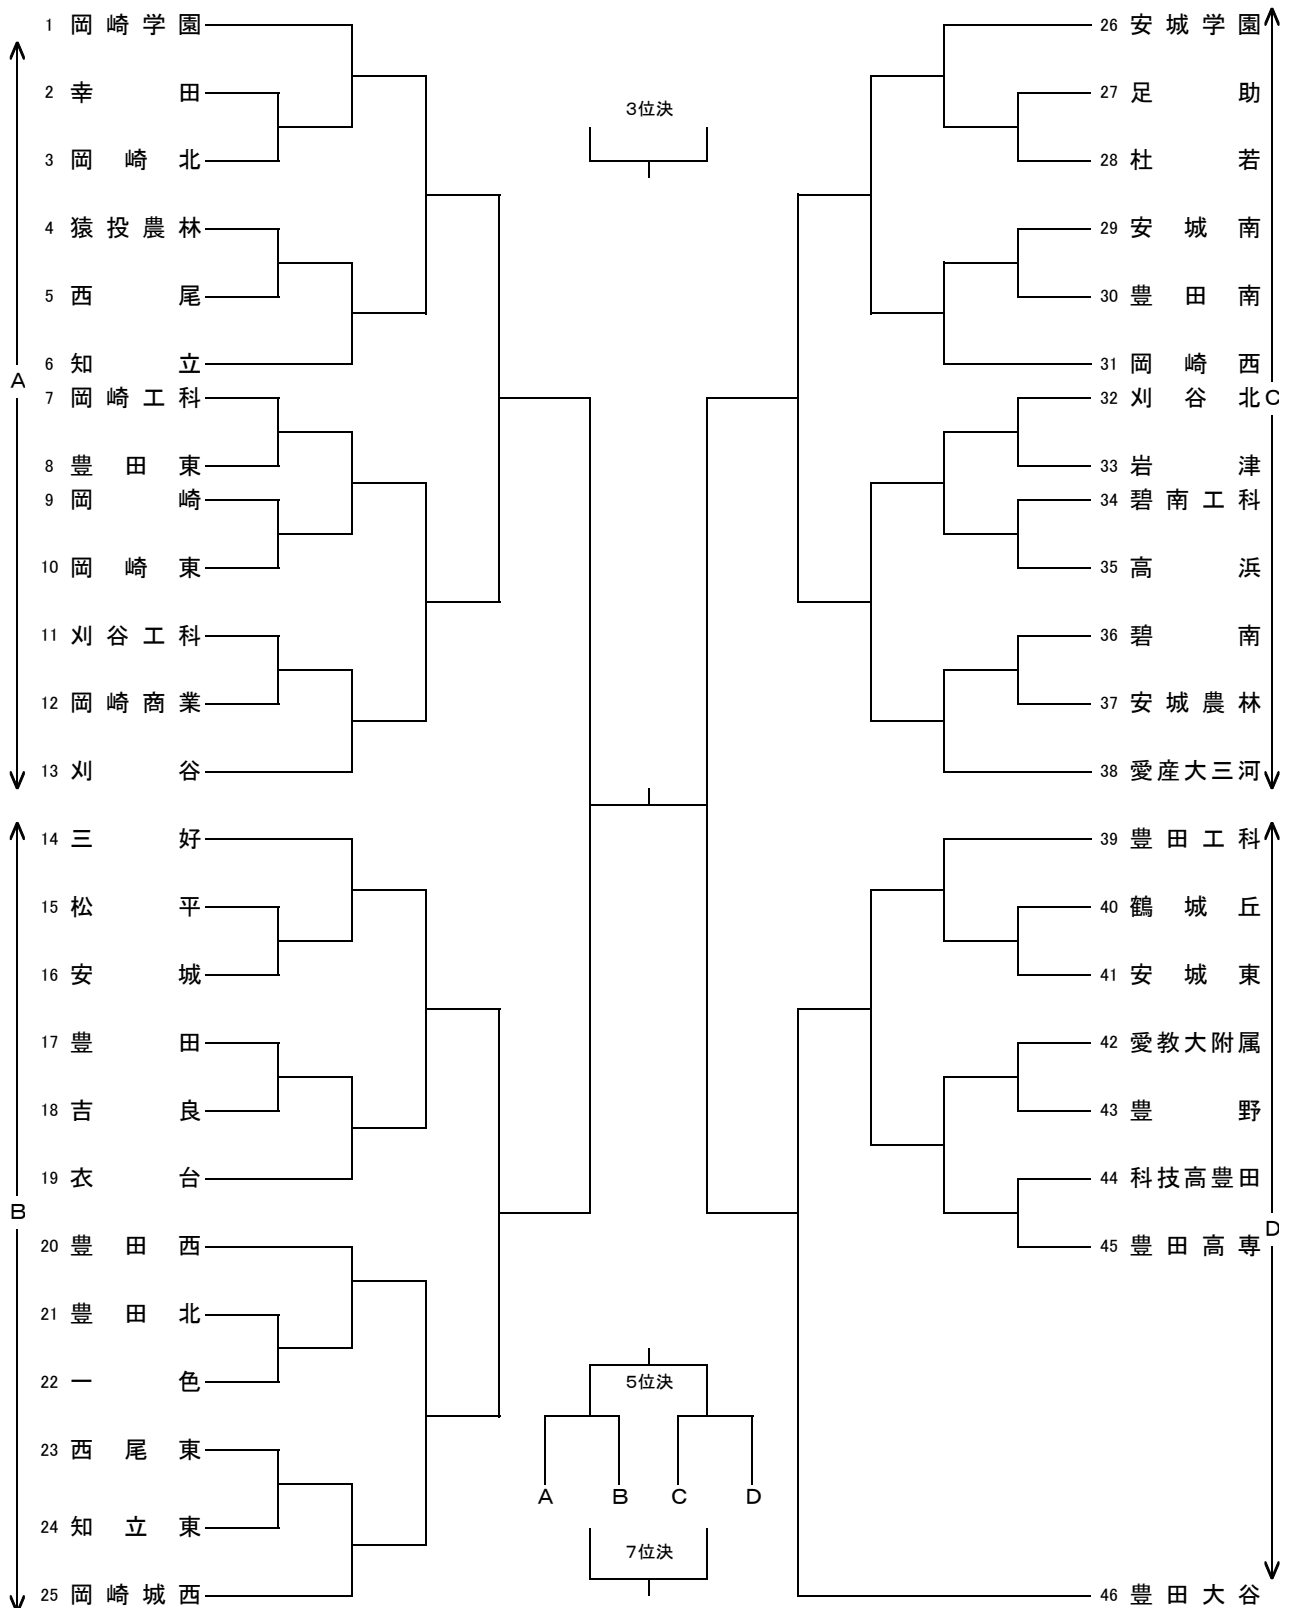 1 岡崎学園
2 幸田
3 岡崎北
4 猿投農林
5 西尾
6 知立
A
7 岡崎工科
8 豊田東
9 岡崎
10 岡崎東
11 刈谷工科
12 岡崎商業
13 刈谷
14 三好
15 松平
16 安城
17 豊田
18 吉良
19 衣台
B
20 豊田西
21 豊田北
22 一色
23 西尾東
24 知立東
25 岡崎城西
3位決
5位決
A B C D
7位決
26 安城学園
27 足助
28 杜若
29 安城南
30 豊田南
31 岡崎西
32 刈谷北
C
33 岩津
34 碧南工科
35 高浜
36 碧南
37 安城農林
38 愛産大三河
39 豊田工科
40 鶴城丘
41 安城東
42 愛教大附属
43 豊野
44 科技高豊田
D
45 豊田高専
46 豊田大谷